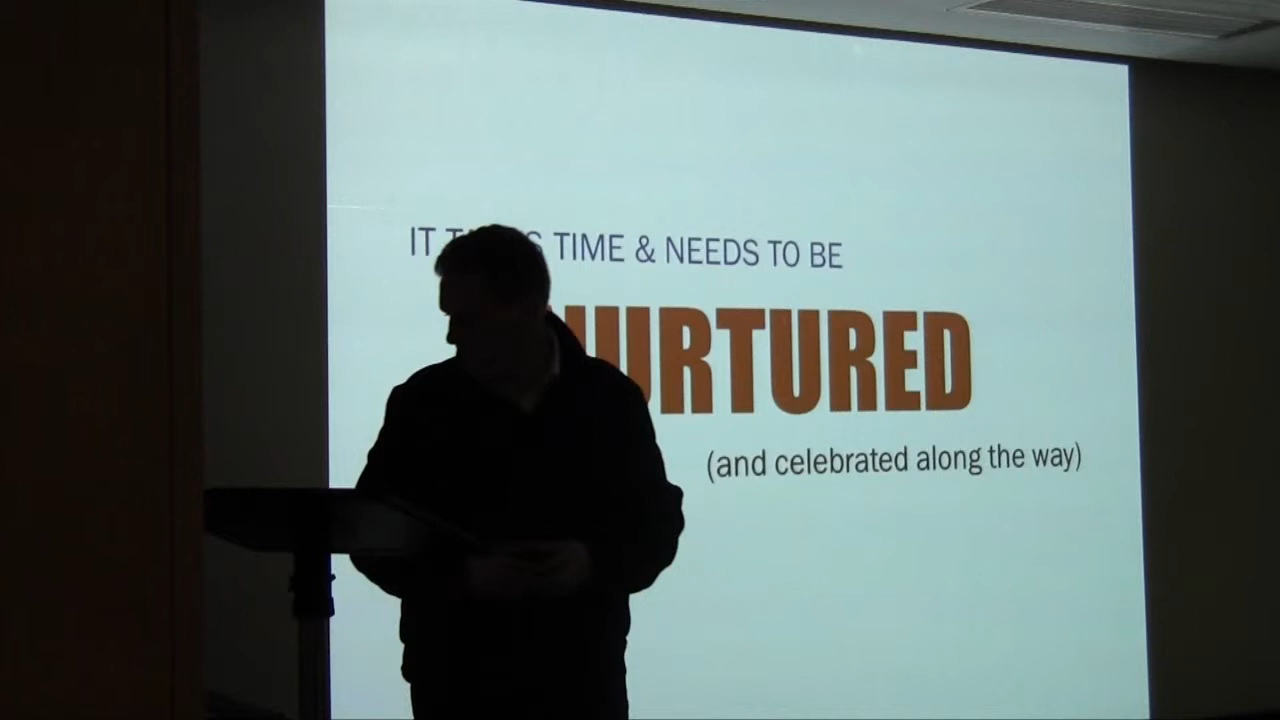 IT TAKES TIME & NEEDS TO BE
NURTURED
(and celebrated along the way)